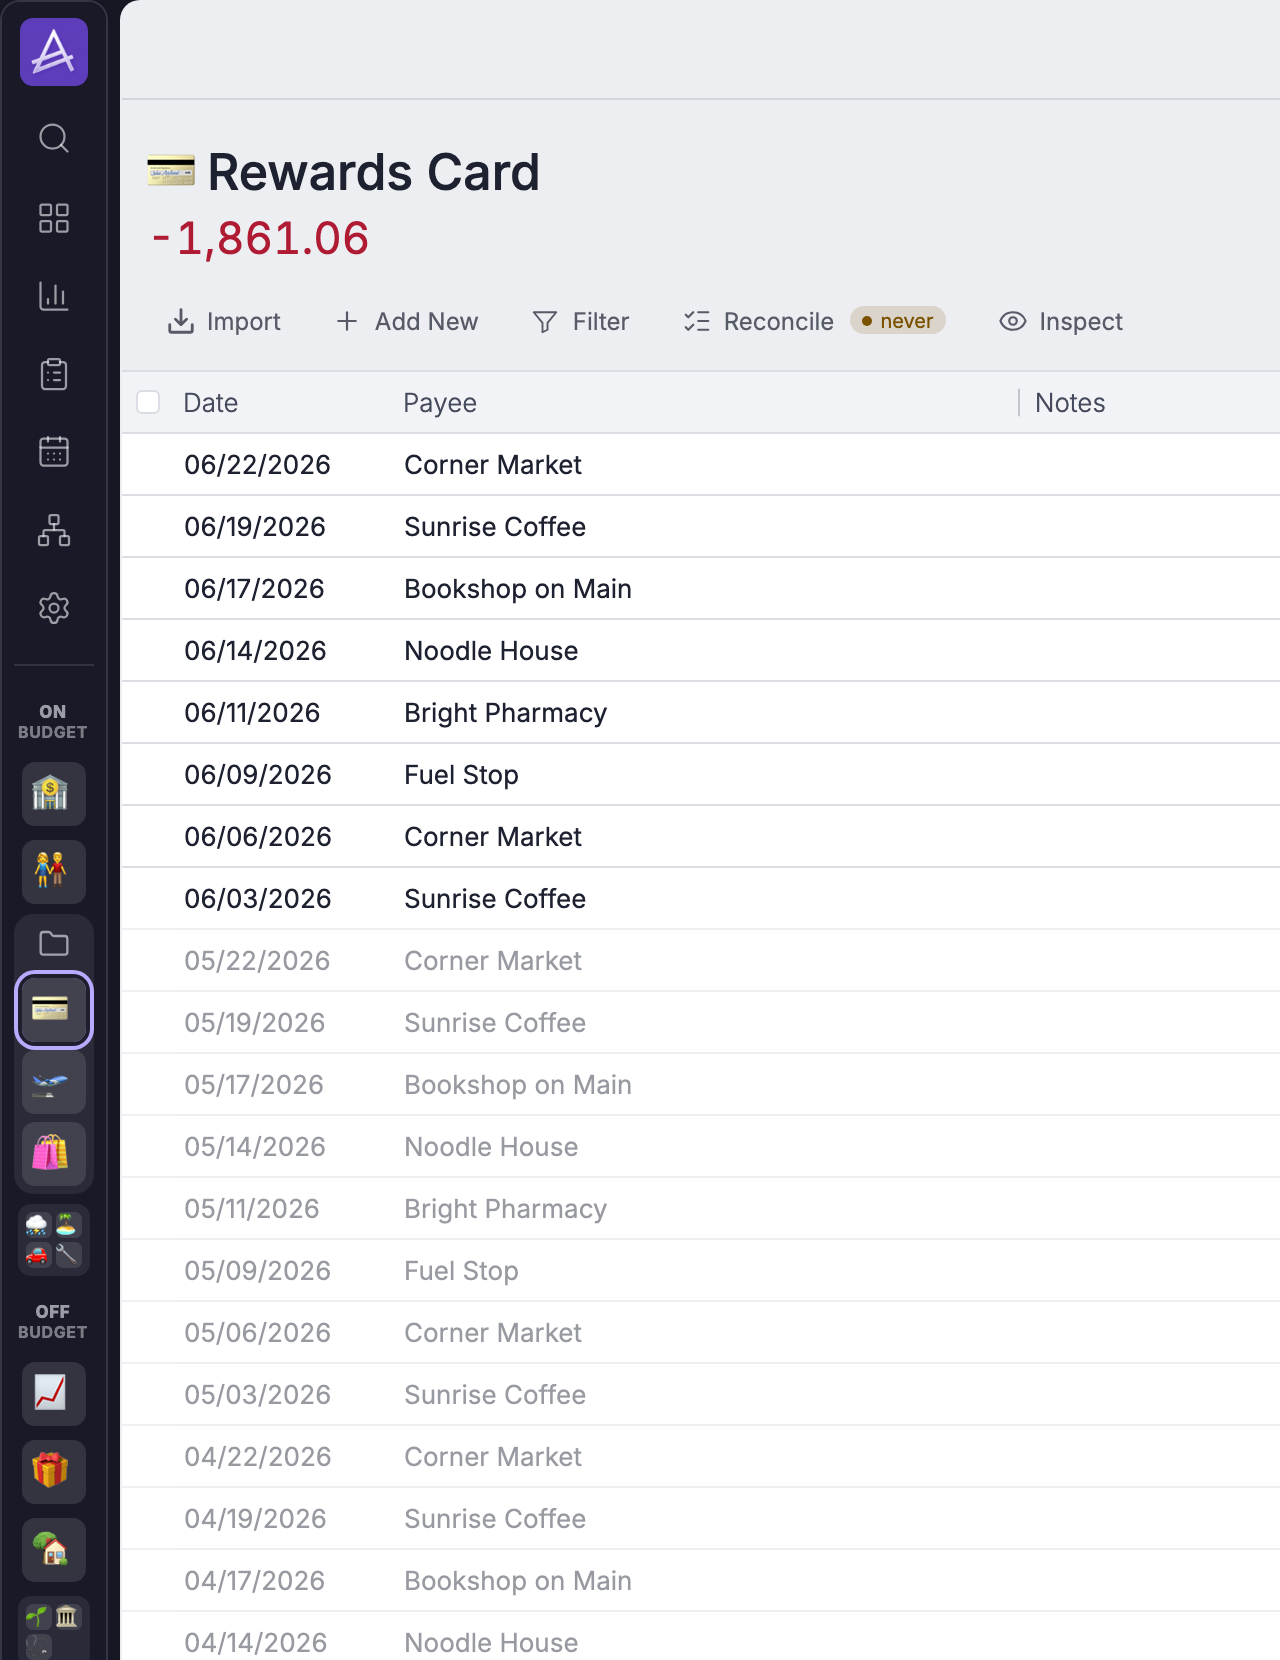 Rewards Card
-1,861.06
Import Add New Filter Reconcile never Inspect
Date Payee Notes
06/22/2026 Corner Market
06/19/2026 Sunrise Coffee
06/17/2026 Bookshop on Main
06/14/2026 Noodle House
06/11/2026 Bright Pharmacy
06/09/2026 Fuel Stop
06/06/2026 Corner Market
06/03/2026 Sunrise Coffee
05/22/2026 Corner Market
05/19/2026 Sunrise Coffee
05/17/2026 Bookshop on Main
05/14/2026 Noodle House
05/11/2026 Bright Pharmacy
05/09/2026 Fuel Stop
05/06/2026 Corner Market
05/03/2026 Sunrise Coffee
04/22/2026 Corner Market
04/19/2026 Sunrise Coffee
04/17/2026 Bookshop on Main
04/14/2026 Noodle House
ON
BUDGET
OFF
BUDGET